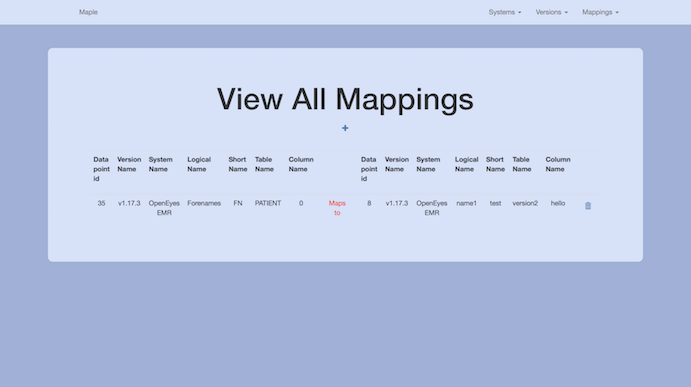 Maple Systems Versions Mappings
View All Mappings
Data point id Version Name System Name Logical Name Short Name Table Name Column Name Data point id Version Name System Name Logical Name Short Name Table Name Column Name
35 v1.17.3 OpenEyes EMR Forenames FN PATIENT 0 Maps to 8 v1.17.3 OpenEyes EMR name1 test version2 hello